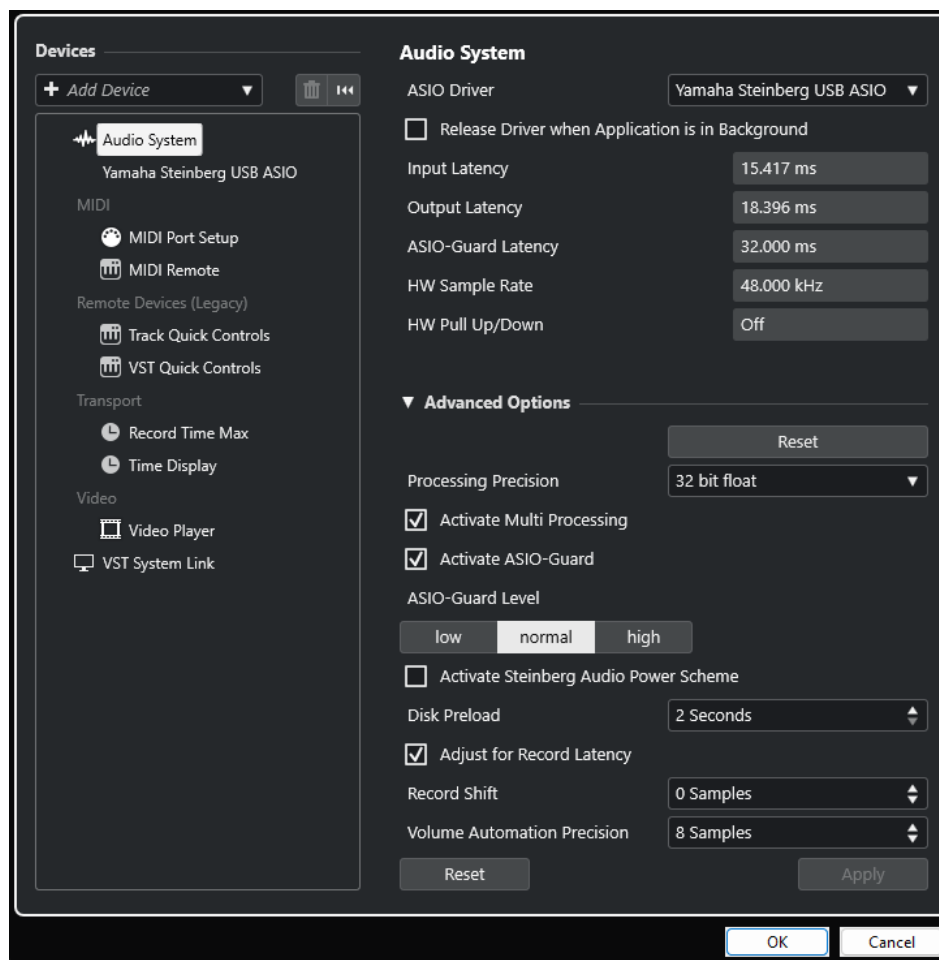 Devices
Add Device
Audio System
Yamaha Steinberg USB ASIO
MIDI
MIDI Port Setup
MIDI Remote
Remote Devices (Legacy)
Track Quick Controls
VST Quick Controls
Transport
Record Time Max
Time Display
Video
Video Player
VST System Link
Audio System
ASIO Driver Yamaha Steinberg USB ASIO
Release Driver when Application is in Background
Input Latency 15.417 ms
Output Latency 18.396 ms
ASIO-Guard Latency 32.000 ms
HW Sample Rate 48.000 kHz
HW Pull Up/Down Off
Advanced Options
Reset
Processing Precision 32 bit float
Activate Multi Processing
Activate ASIO-Guard
ASIO-Guard Level
low normal high
Activate Steinberg Audio Power Scheme
Disk Preload 2 Seconds
Adjust for Record Latency
Record Shift 0 Samples
Volume Automation Precision 8 Samples
Reset Apply
OK Cancel